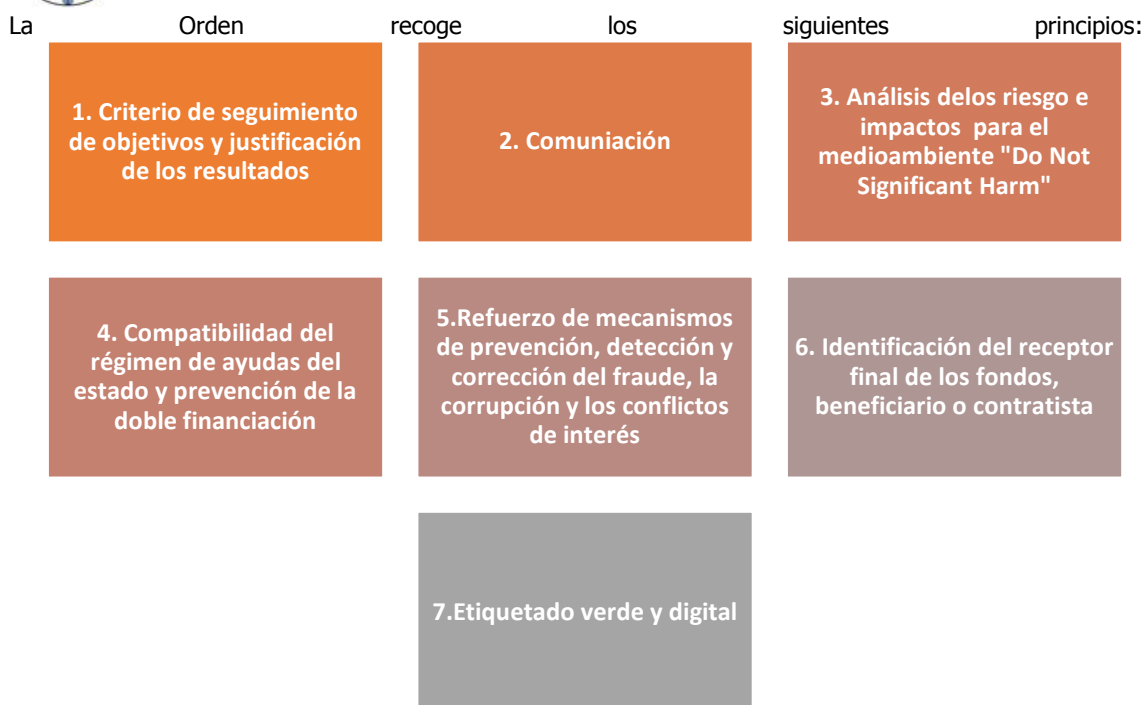 La Orden recoge los siguientes principios:
1. Criterio de seguimiento
de objetivos y justificación
de los resultados
2. Comuniación
3. Análisis delos riesgo e
impactos para el
medioambiente "Do Not
Significant Harm"
4. Compatibilidad del
régimen de ayudas del
estado y prevención de la
doble financiación
5.Refuerzo de mecanismos
de prevención, detección y
corrección del fraude, la
corrupción y los conflictos
de interés
6. Identificación del receptor
final de los fondos,
beneficiario o contratista
7.Etiquetado verde y digital